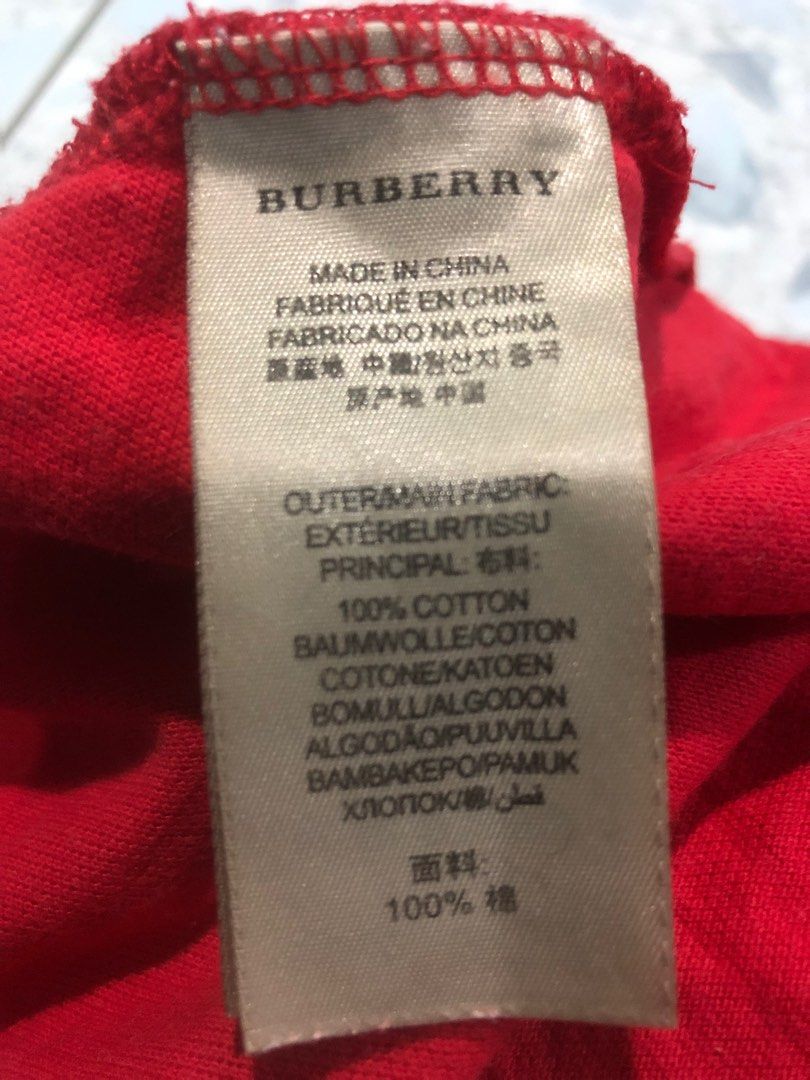 BURBERRY
MADE IN CHINA
FABRIQUÉ EN CHINE
FABRICADO NA CHINA
原産地 中國/원산지 중국
原产地 中国
OUTER/MAIN FABRIC:
EXTÉRIEUR/TISSU
PRINCIPAL: 布料:
100% COTTON
BAUMWOLLE/COTON
COTONE/KATOEN
BOMULL/ALGODON
ALGODÃO/PUUVILLA
BAMBAKEPO/PAMUK
ХЛОПОК/棉/قطن
面料:
100% 棉